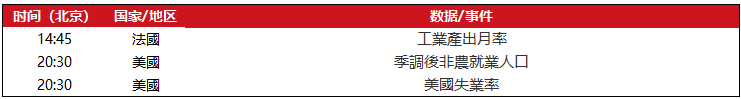 时间（北京） 国家/地区 数据/事件
14:45 法國 工業產出月率
20:30 美國 季調後非農就業人口
20:30 美國 美國失業率